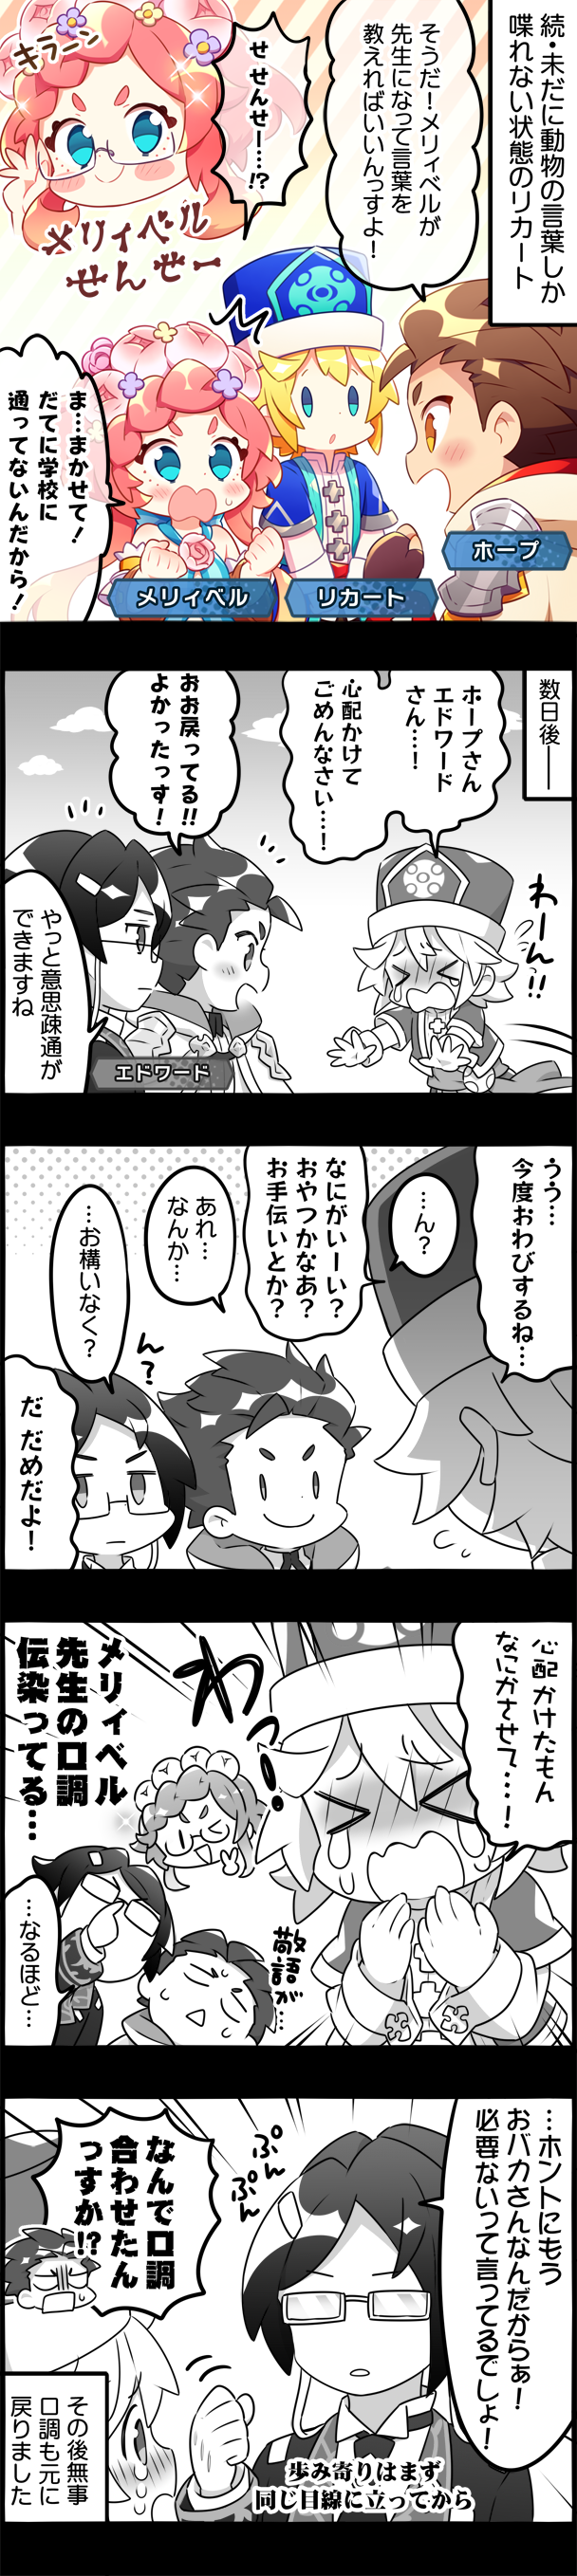 続・未だに動物の言葉しか
喋れない状態のリカート
そうだ！メリィベルが
先生になって言葉を
教えればいいんっすよ！
せ せんせー…⁉
キラーン
メリィベル
せんせー
ま…まかせて！
だてに学校に
通ってないんだから！
ホープ
リカート
メリィベル
数日後――
ホープさん
エドワード
さん…！
心配かけて
ごめんなさい…！
わーん!!
おお戻ってる!!
よかったっす！
やっと意思疎通が
できますね
エドワード
うう…
今度おわびするね…
…ん？
なにがいーい？
おやつかなあ？
お手伝いとか？
あれ…
なんか…
…お構いなく？
ん？
だ だめだよ！
心配かけたもん
なにかさせて…！
わっ…！
メリィベル
先生の口調
伝染ってる…
敬語が…
…なるほど…
…ホントにもう
おバカさんなんだからぁ！
必要ないって言ってるでしょ！
ぷん
ぷん
なんで口調
合わせたん
っすか⁉
歩み寄りはまず
同じ目線に立ってから
その後無事
口調も元に
戻りました